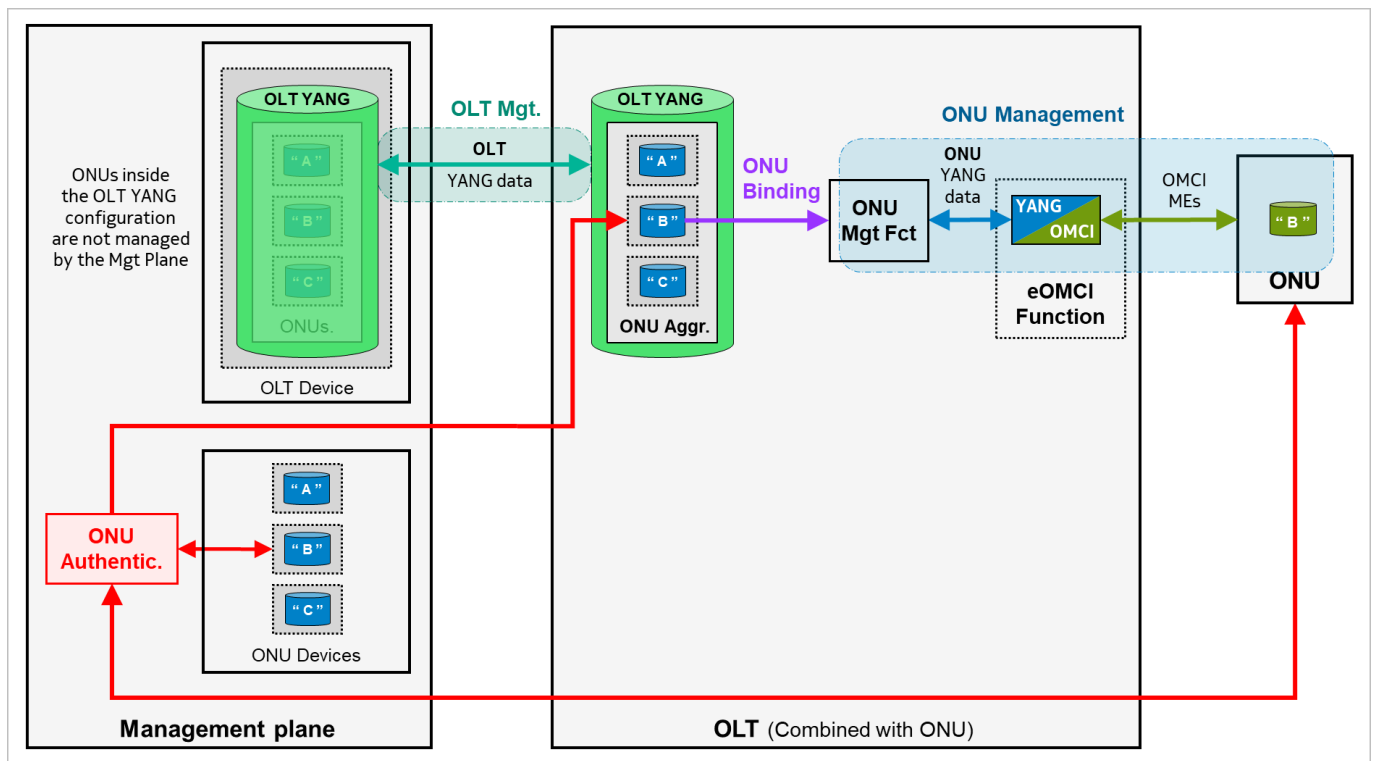 ONUs inside
the OLT YANG
configuration
are not managed
by the Mgt Plane
OLT YANG
“ A ”
“ B ”
“ C ”
ONUs.
OLT Device
OLT Mgt.
OLT
YANG data
OLT YANG
“ A ”
“ B ”
“ C ”
ONU Aggr.
ONU
Binding
ONU Management
ONU
Mgt Fct
ONU
YANG
data
YANG
OMCI
eOMCI
Function
OMCI
MEs
“ B ”
ONU
ONU
Authentic.
“ A ”
“ B ”
“ C ”
ONU Devices
Management plane
OLT (Combined with ONU)